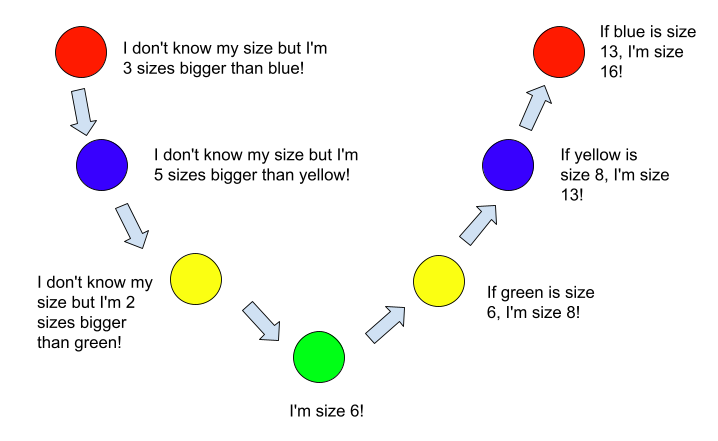 I don't know my size but I'm
3 sizes bigger than blue!
I don't know my size but I'm
5 sizes bigger than yellow!
I don't know my
size but I'm 2
sizes bigger
than green!
I'm size 6!
If green is size
6, I'm size 8!
If yellow is
size 8, I'm size
13!
If blue is size
13, I'm size
16!